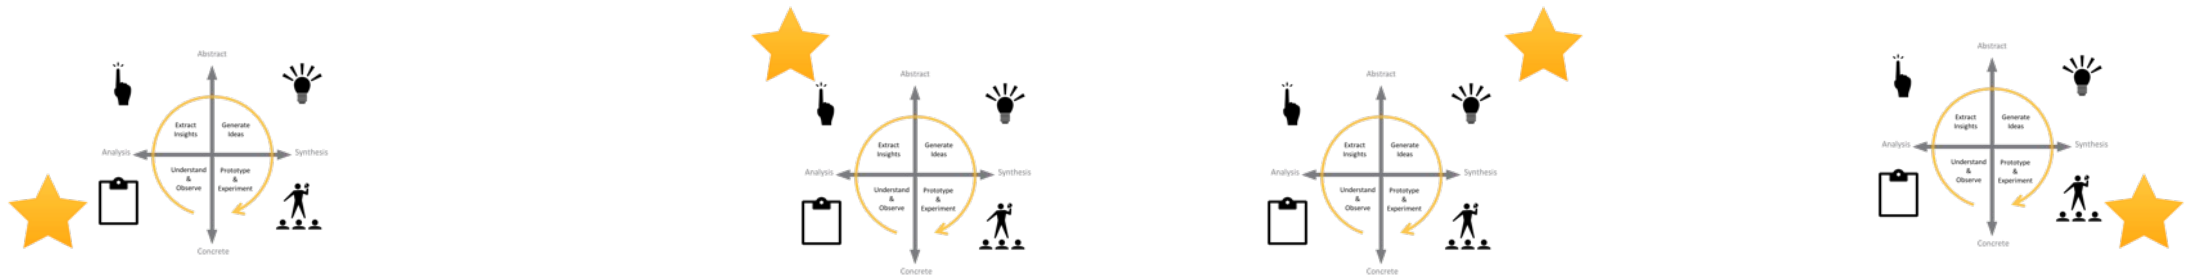 Abstract
Extract
Insights
Generate
Ideas
Analysis
Synthesis
Understand
&
Observe
Prototype
&
Experiment
Concrete
Abstract
Extract
Insights
Generate
Ideas
Analysis
Synthesis
Understand
&
Observe
Prototype
&
Experiment
Concrete
Abstract
Extract
Insights
Generate
Ideas
Analysis
Synthesis
Understand
&
Observe
Prototype
&
Experiment
Concrete
Abstract
Extract
Insights
Generate
Ideas
Analysis
Synthesis
Understand
&
Observe
Prototype
&
Experiment
Concrete